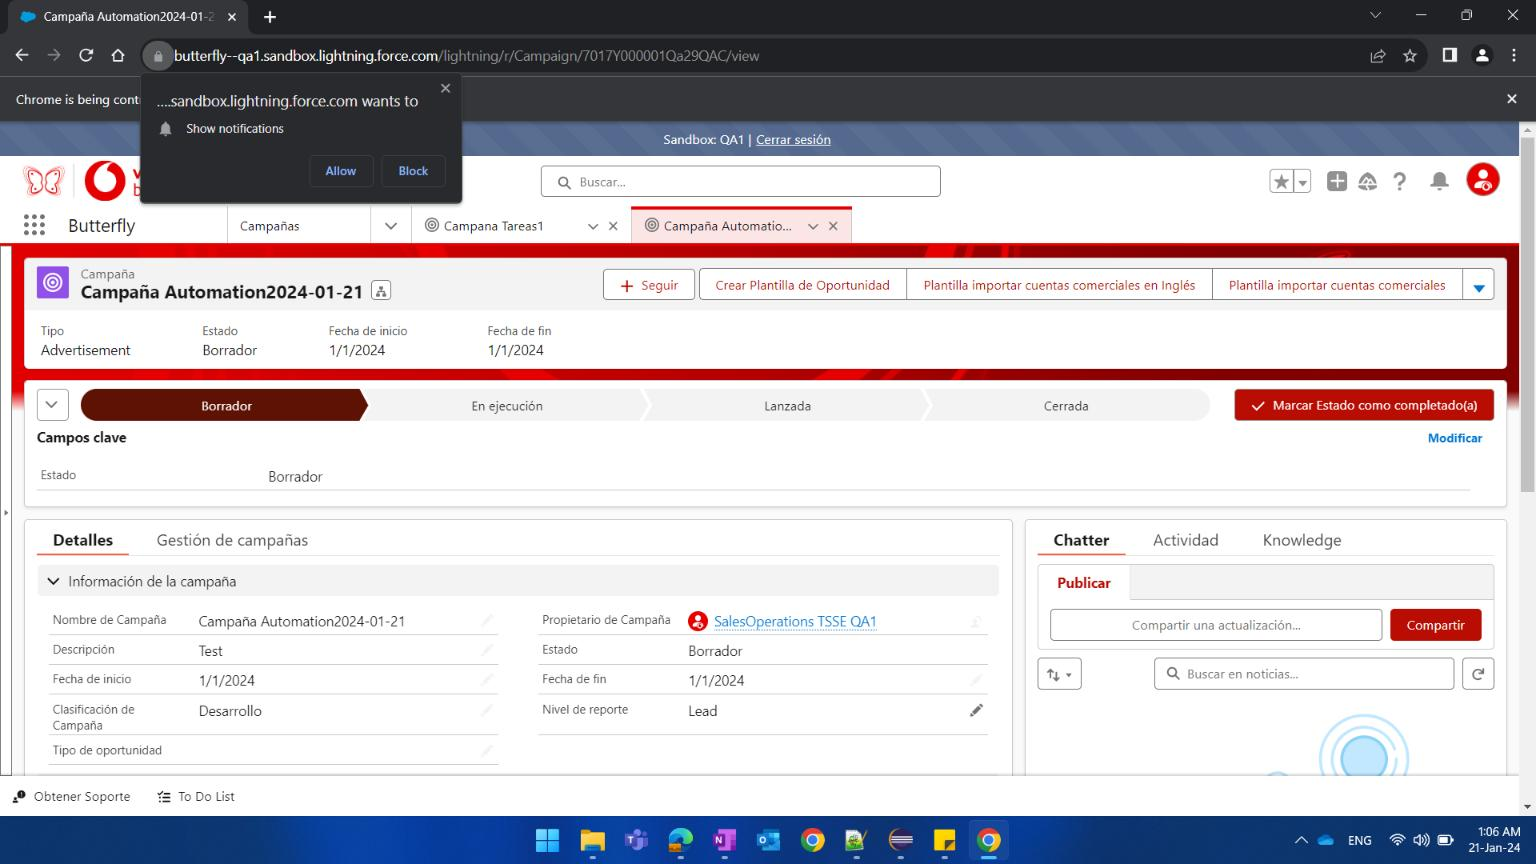 Campaña Automation2024-01-2
butterfly--qa1.sandbox.lightning.force.com/lightning/r/Campaign/7017Y000001Qa29QAC/view
Chrome is being cont
....sandbox.lightning.force.com wants to
Show notifications
Allow
Block
Sandbox: QA1 | Cerrar sesión
Buscar...
Butterfly
Campañas
Campana Tareas1
Campaña Automatio...
Campaña
Campaña Automation2024-01-21
Seguir
Crear Plantilla de Oportunidad
Plantilla importar cuentas comerciales en Inglés
Plantilla importar cuentas comerciales
Tipo
Estado
Fecha de inicio
Fecha de fin
Advertisement
Borrador
1/1/2024
1/1/2024
Borrador
En ejecución
Lanzada
Cerrada
Marcar Estado como completado(a)
Campos clave
Modificar
Estado
Borrador
Detalles
Gestión de campañas
Información de la campaña
Nombre de Campaña
Campaña Automation2024-01-21
Propietario de Campaña
SalesOperations TSSE QA1
Descripción
Test
Estado
Borrador
Fecha de inicio
1/1/2024
Fecha de fin
1/1/2024
Clasificación de
Campaña
Desarrollo
Nivel de reporte
Lead
Tipo de oportunidad
Chatter
Actividad
Knowledge
Publicar
Compartir una actualización...
Compartir
Buscar en noticias...
Obtener Soporte
To Do List
ENG
1:06 AM
21-Jan-24